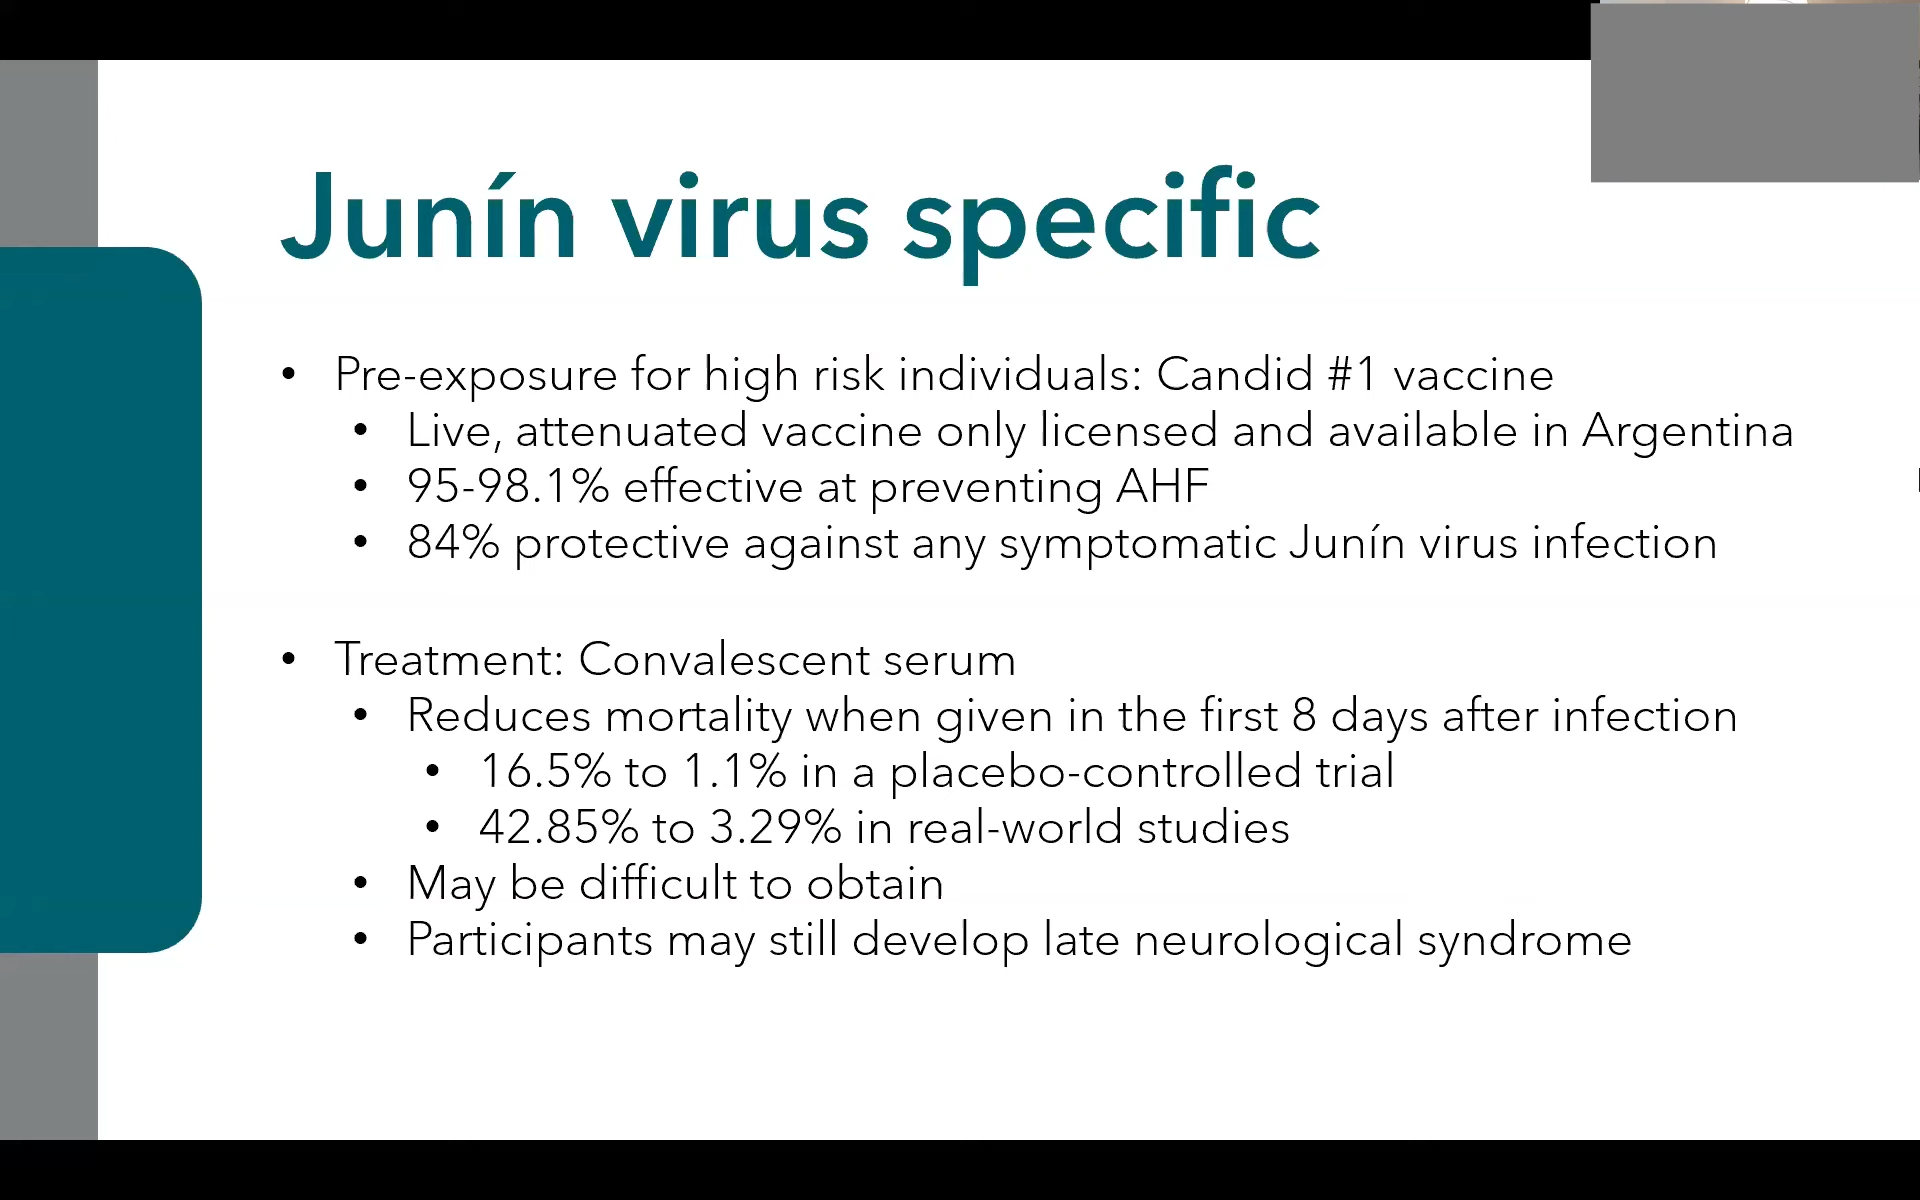 Junín virus specific
• Pre-exposure for high risk individuals: Candid #1 vaccine
• Live, attenuated vaccine only licensed and available in Argentina
• 95-98.1% effective at preventing AHF
• 84% protective against any symptomatic Junín virus infection
• Treatment: Convalescent serum
• Reduces mortality when given in the first 8 days after infection
• 16.5% to 1.1% in a placebo-controlled trial
• 42.85% to 3.29% in real-world studies
• May be difficult to obtain
• Participants may still develop late neurological syndrome